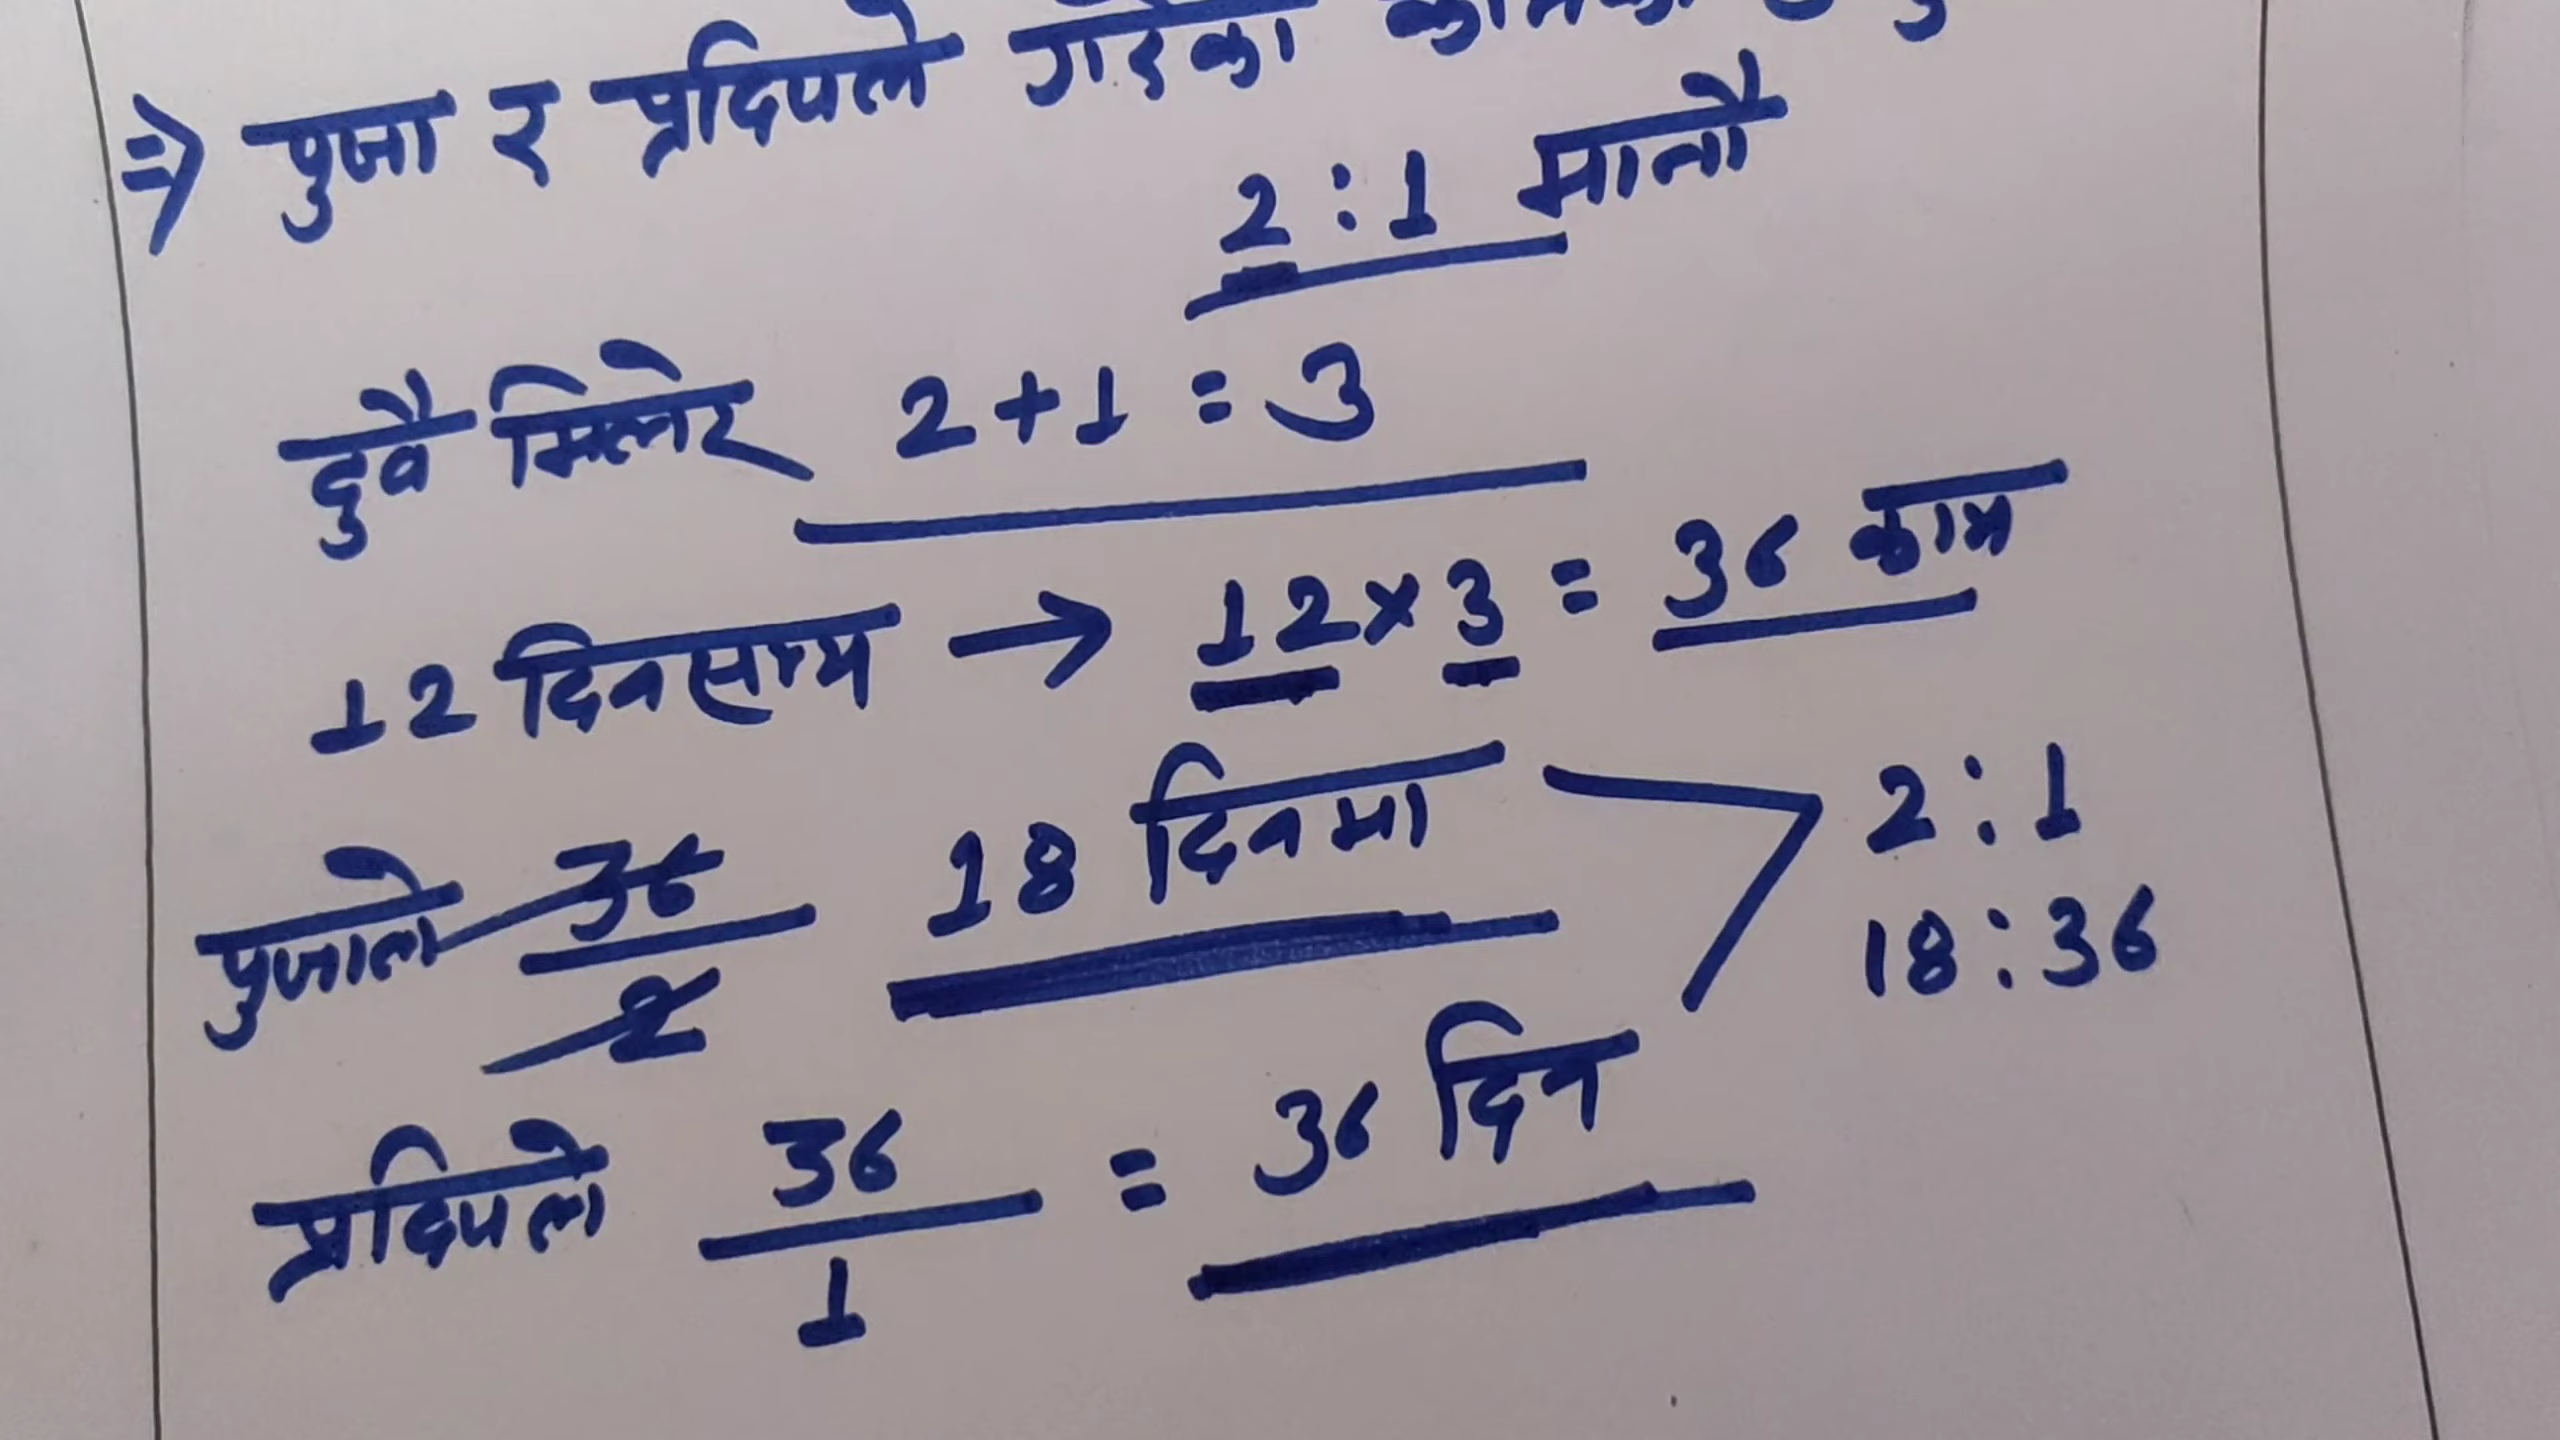 ⇒ पुजा र प्रदिपले गरेका
2:1 मानौ
दुवै मिलेर 2+1=3
12 दिनसम्म → 12×3 = 36 काम
पुजाले 36/2 18 दिनमा 2:1
18:36
प्रदिपले 36/1 = 36 दिन